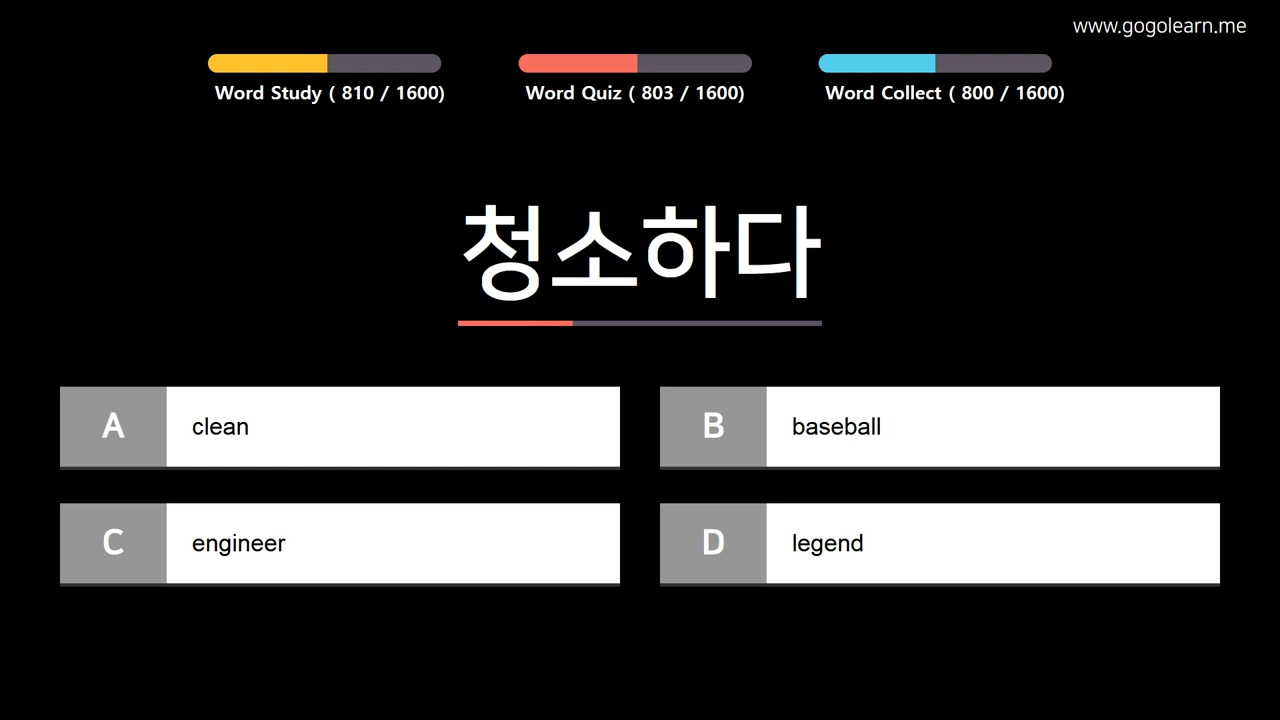 www.gogolearn.me
Word Study ( 810 / 1600)
Word Quiz ( 803 / 1600)
Word Collect ( 800 / 1600)
청소하다
A clean
B baseball
C engineer
D legend